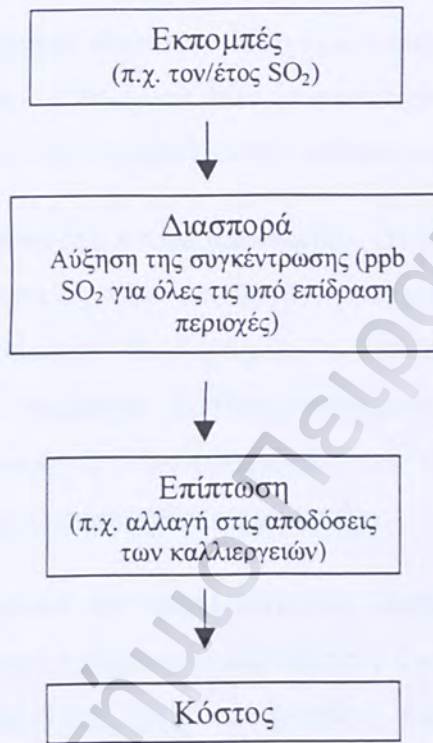 Εκπομπές
(π.χ. τον/έτος SO₂)
Διασπορά
Αύξηση της συγκέντρωσης (ppb
SO₂ για όλες τις υπό επίδραση
περιοχές)
Επίπτωση
(π.χ. αλλαγή στις αποδόσεις
των καλλιεργειών)
Κόστος